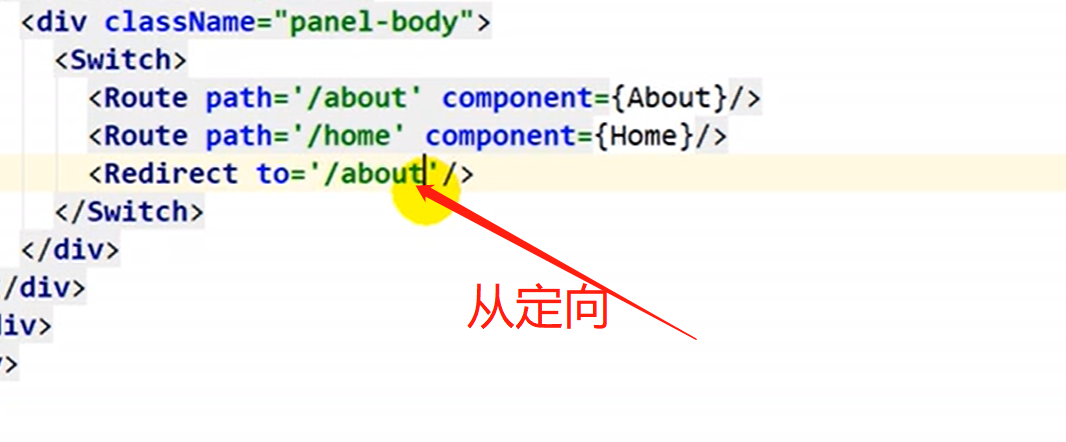 <div className="panel-body">
<Switch>
<Route path='/about' component={About}/>
<Route path='/home' component={Home}/>
<Redirect to='/about'/>
</Switch>
</div>
/div>
div>
>
从定向